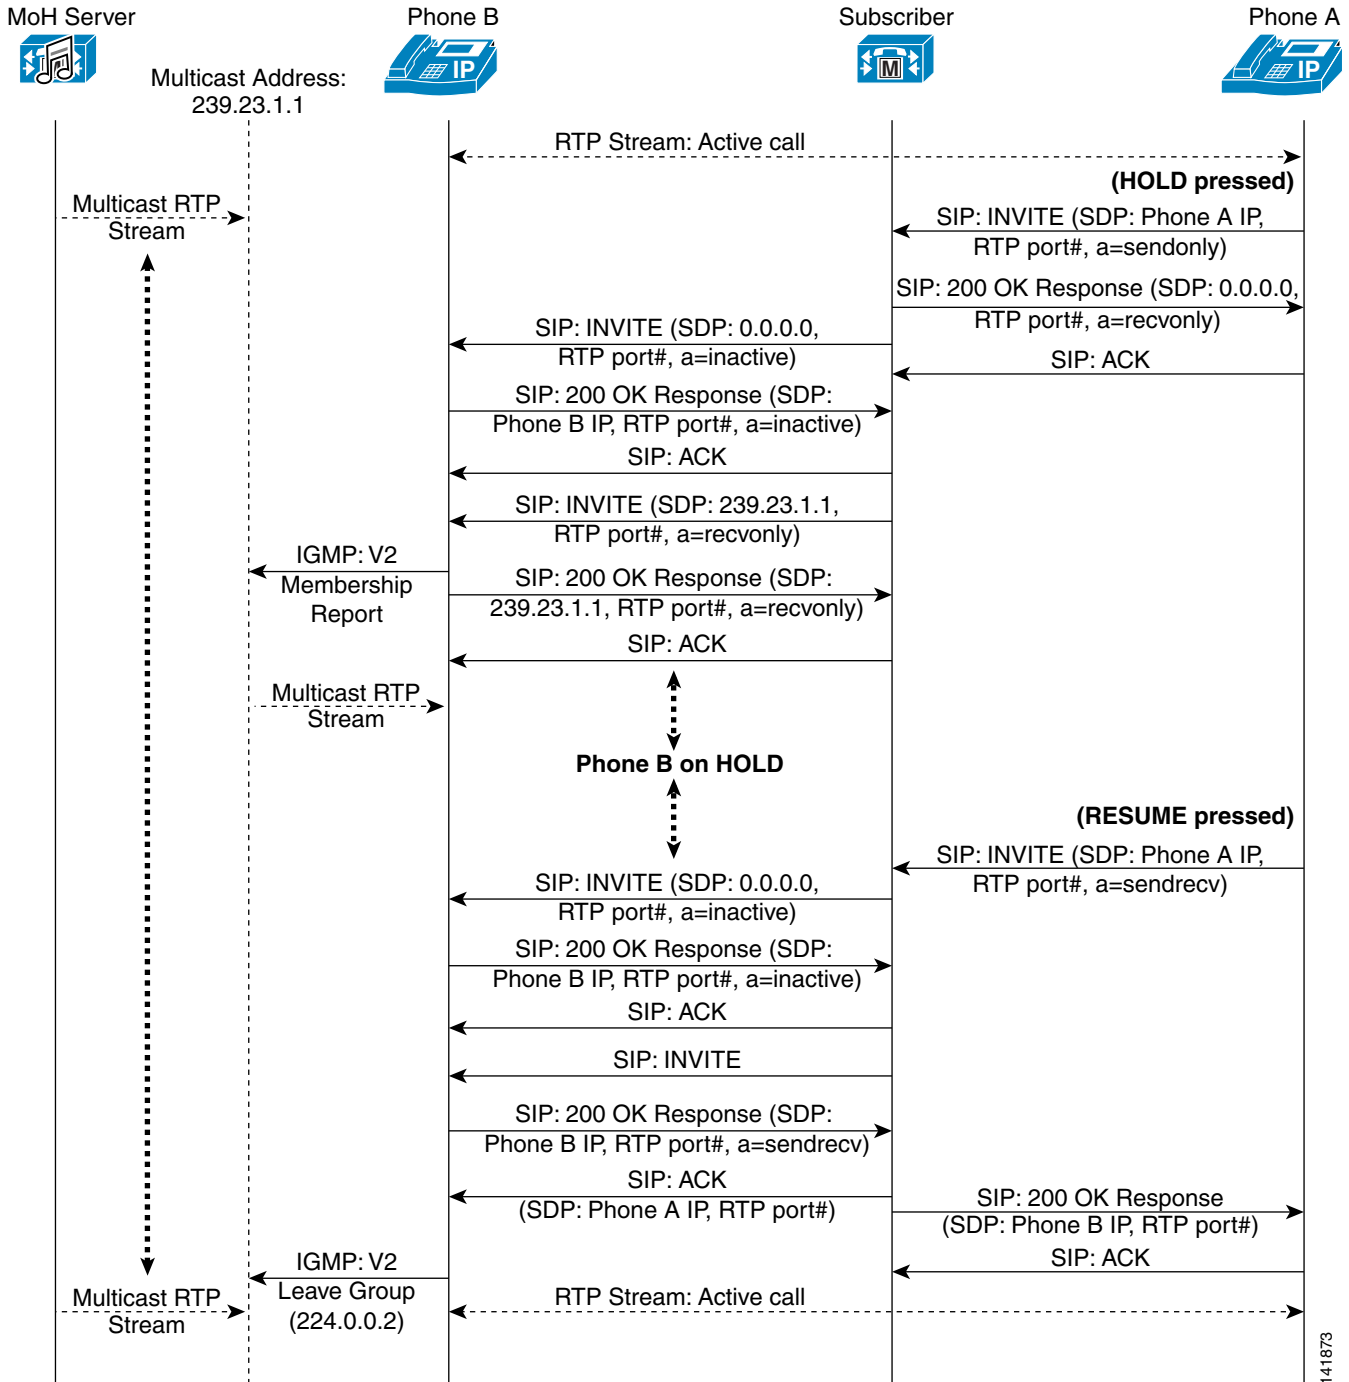 MoH Server
Phone B
Subscriber
Phone A
IP
M
IP
Multicast Address:
239.23.1.1
RTP Stream: Active call
(HOLD pressed)
Multicast RTP
Stream
SIP: INVITE (SDP: Phone A IP,
RTP port#, a=sendonly)
SIP: 200 OK Response (SDP: 0.0.0.0,
RTP port#, a=recvonly)
SIP: INVITE (SDP: 0.0.0.0,
RTP port#, a=inactive)
SIP: ACK
SIP: 200 OK Response (SDP:
Phone B IP, RTP port#, a=inactive)
SIP: ACK
SIP: INVITE (SDP: 239.23.1.1,
RTP port#, a=recvonly)
IGMP: V2
Membership
Report
SIP: 200 OK Response (SDP:
239.23.1.1, RTP port#, a=recvonly)
SIP: ACK
Multicast RTP
Stream
Phone B on HOLD
(RESUME pressed)
SIP: INVITE (SDP: Phone A IP,
RTP port#, a=sendrecv)
SIP: INVITE (SDP: 0.0.0.0,
RTP port#, a=inactive)
SIP: 200 OK Response (SDP:
Phone B IP, RTP port#, a=inactive)
SIP: ACK
SIP: INVITE
SIP: 200 OK Response (SDP:
Phone B IP, RTP port#, a=sendrecv)
SIP: ACK
(SDP: Phone A IP, RTP port#)
SIP: 200 OK Response
(SDP: Phone B IP, RTP port#)
SIP: ACK
IGMP: V2
Leave Group
(224.0.0.2)
Multicast RTP
Stream
RTP Stream: Active call
141873